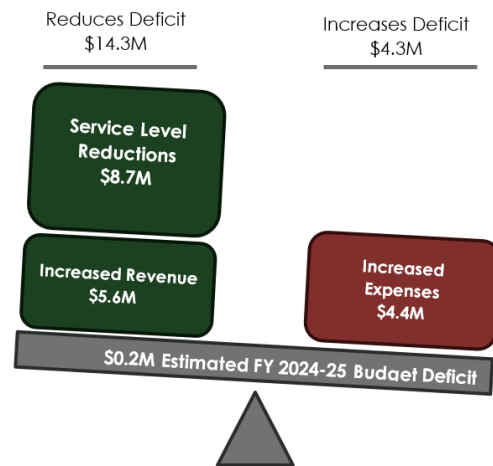 Reduces Deficit
$14.3M
Increases Deficit
$4.3M
Service Level
Reductions
$8.7M
Increased Revenue
$5.6M
Increased
Expenses
$4.4M
$0.2M Estimated FY 2024-25 Budget Deficit